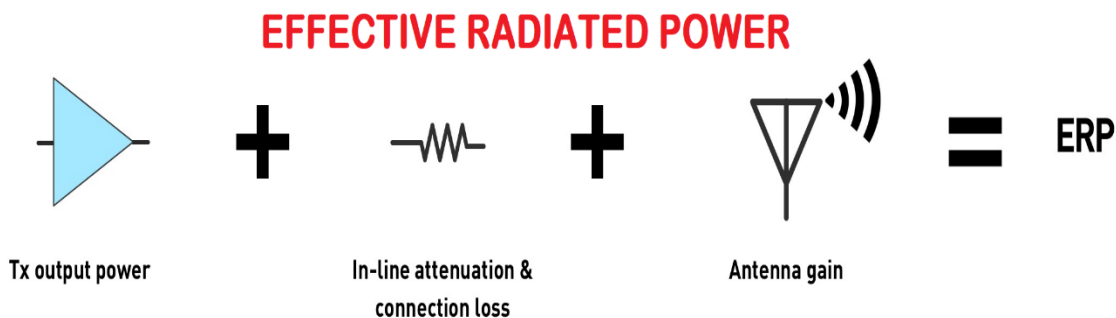 EFFECTIVE RADIATED POWER
+ + = ERP
Tx output power
In-line attenuation &
connection loss
Antenna gain